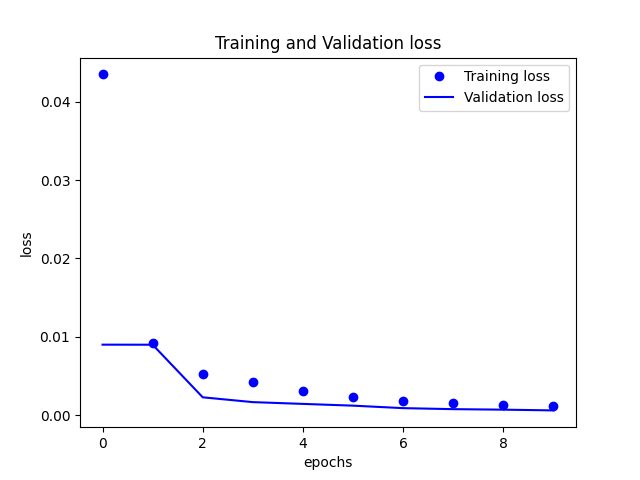 Training and Validation loss
Training loss
Validation loss
0.04
0.03
0.02
0.01
0.00
loss
0 2 4 6 8
epochs